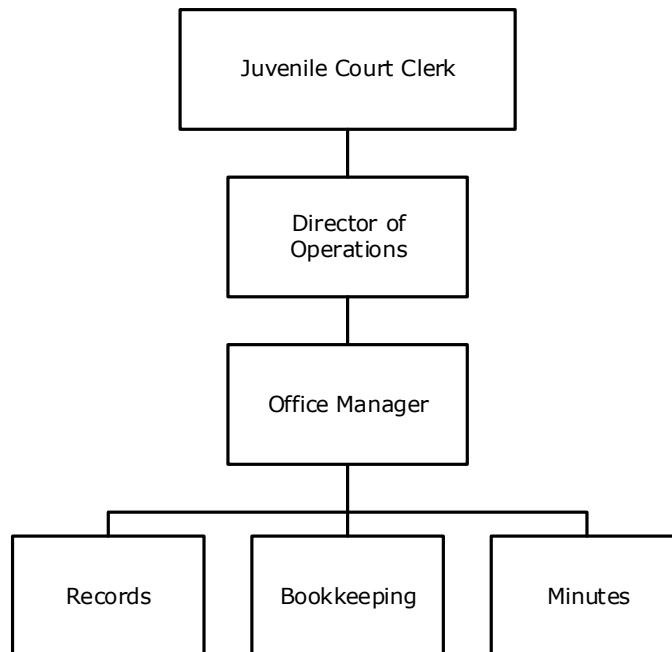 Juvenile Court Clerk
Director of
Operations
Office Manager
Records
Bookkeeping
Minutes